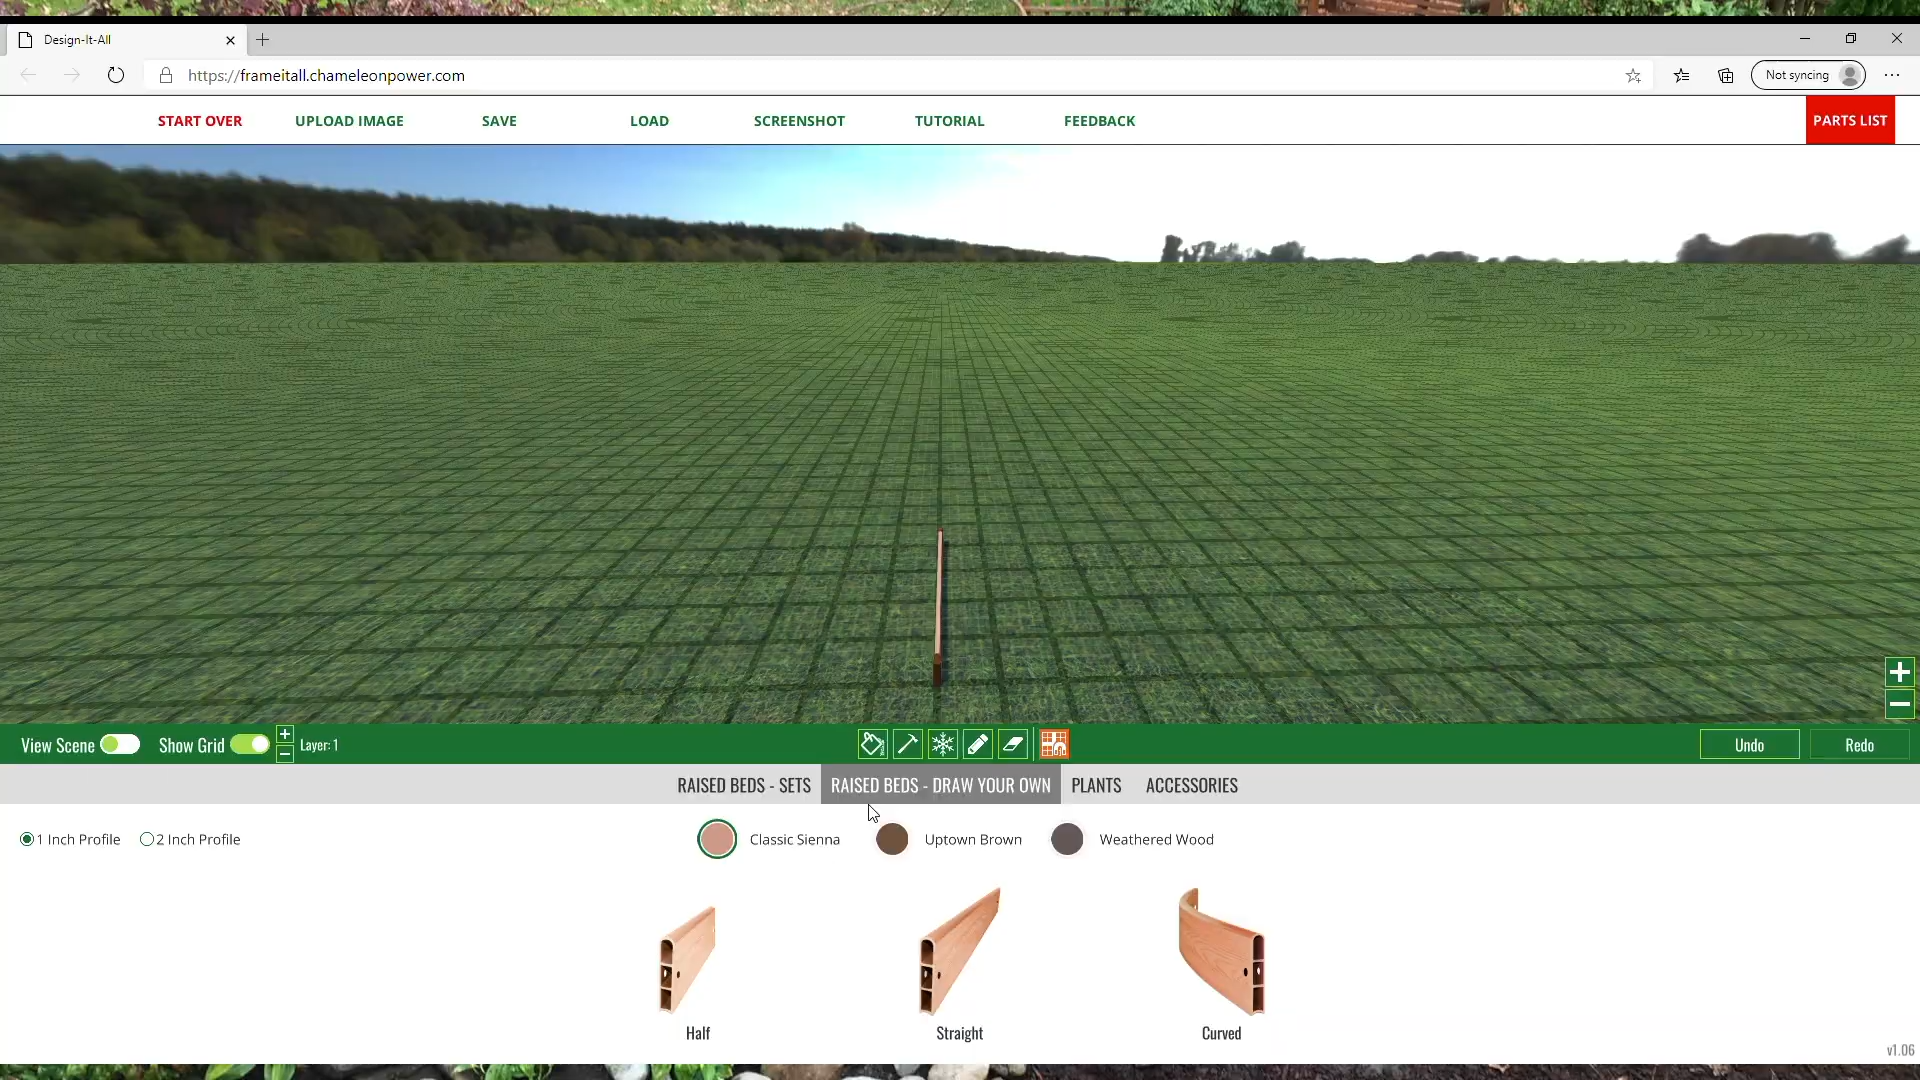 Design-It-All
https://frameitall.chameleonpower.com
Not syncing
START OVER UPLOAD IMAGE SAVE LOAD SCREENSHOT TUTORIAL FEEDBACK PARTS LIST
View Scene Show Grid Layer: 1 Undo Redo
RAISED BEDS - SETS RAISED BEDS - DRAW YOUR OWN PLANTS ACCESSORIES
1 Inch Profile 2 Inch Profile Classic Sienna Uptown Brown Weathered Wood
Half Straight Curved
v1.06